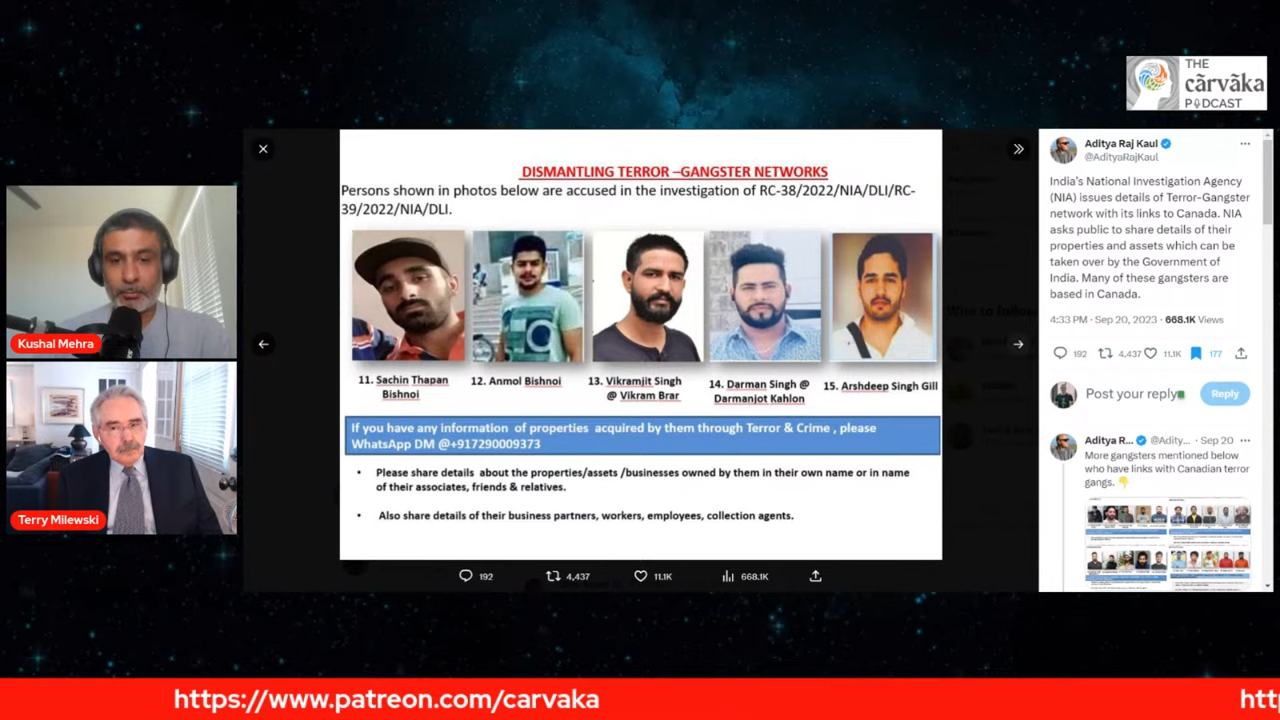 THE
cārvāka
PODCAST
DISMANTLING TERROR –GANGSTER NETWORKS
Persons shown in photos below are accused in the investigation of RC-38/2022/NIA/DLI/RC-
39/2022/NIA/DLI.
11. Sachin Thapan
Bishnoi
12. Anmol Bishnoi
13. Vikramjit Singh
@ Vikram Brar
14. Darman Singh @
Darmanjot Kahlon
15. Arshdeep Singh Gill
If you have any information of properties acquired by them through Terror & Crime , please
WhatsApp DM @+917290009373
• Please share details about the properties/assets /businesses owned by them in their own name or in name
of their associates, friends & relatives.
• Also share details of their business partners, workers, employees, collection agents.
192 4,437 11.1K 668.1K
Kushal Mehra
Terry Milewski
Aditya Raj Kaul
@AdityaRajKaul
India's National Investigation Agency
(NIA) issues details of Terror-Gangster
network with its links to Canada. NIA
asks public to share details of their
properties and assets which can be
taken over by the Government of
India. Many of these gangsters are
based in Canada.
4:33 PM · Sep 20, 2023 · 668.1K Views
192 4,437 11.1K 177
Post your reply
Reply
Aditya R... @Adity... · Sep 20
More gangsters mentioned below
who have links with Canadian terror
gangs. 👇
https://www.patreon.com/carvaka
htt